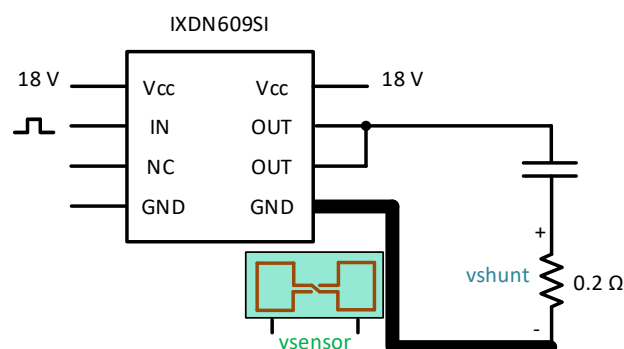 IXDN609SI
18 V Vcc Vcc 18 V
IN OUT
NC OUT
GND GND
+
vshunt 0.2 Ω
-
vsensor